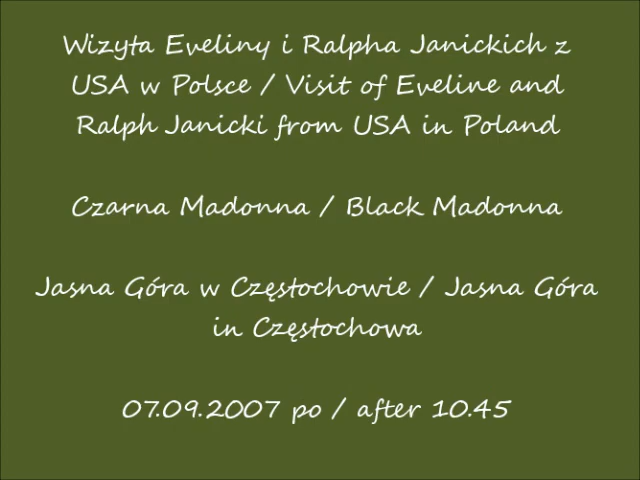 Wizyta Eveliny i Ralpha Janickich z
USA w Polsce / Visit of Eveline and
Ralph Janicki from USA in Poland
Czarna Madonna / Black Madonna
Jasna Góra w Częstochowie / Jasna Góra
in Częstochowa
07.09.2007 po / after 10.45